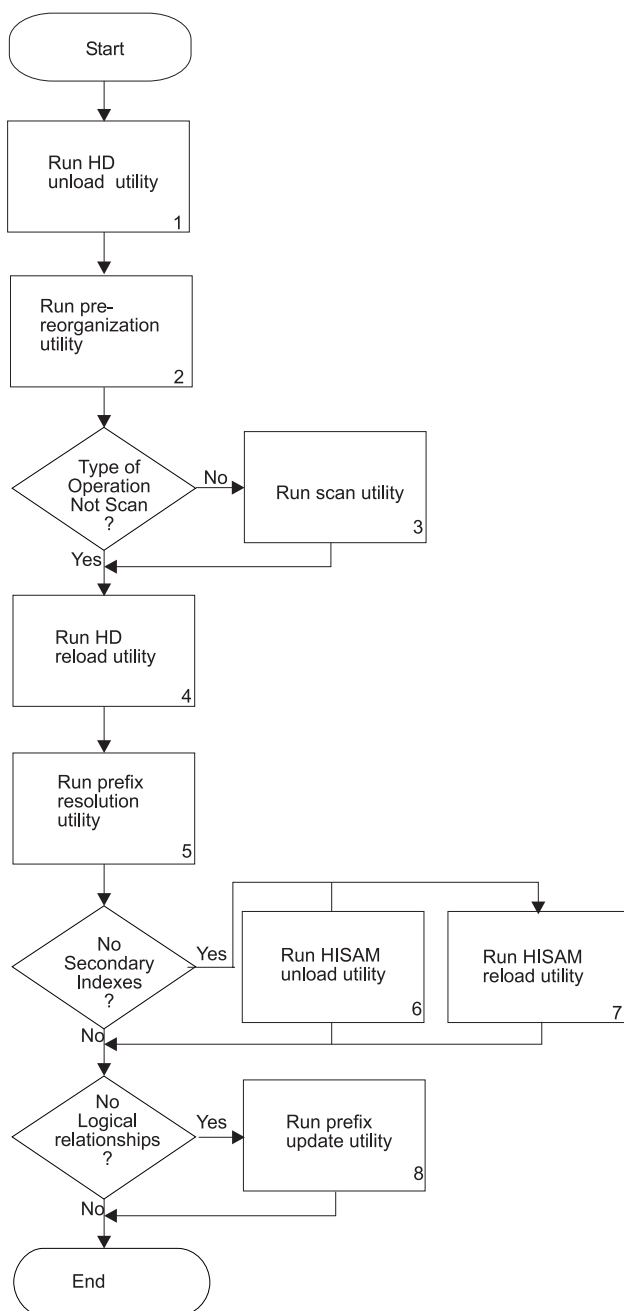 Start
Run HD
unload utility
1
Run pre-
reorganization
utility
2
Type of
Operation
Not Scan
?
No
Run scan utility
3
Yes
Run HD
reload utility
4
Run prefix
resolution
utility
5
No
Secondary
Indexes
?
Yes
Run HISAM
unload utility
6
Run HISAM
reload utility
7
No
No
Logical
relationships
?
Yes
Run prefix
update utility
8
No
End